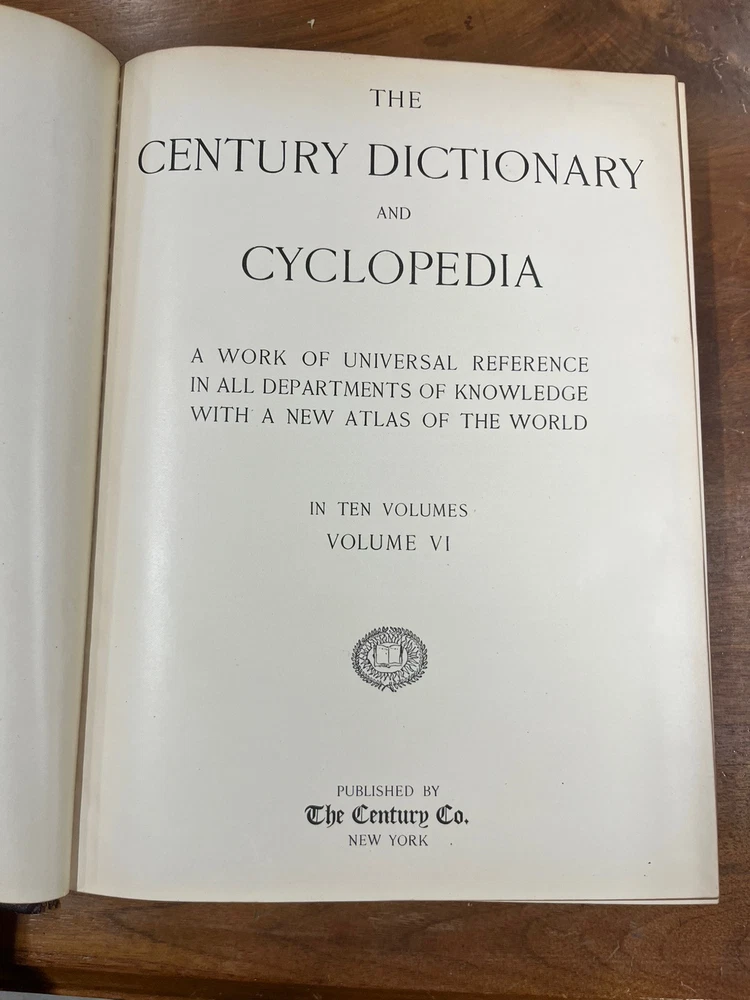 THE
CENTURY DICTIONARY
AND
CYCLOPEDIA
A WORK OF UNIVERSAL REFERENCE
IN ALL DEPARTMENTS OF KNOWLEDGE
WITH A NEW ATLAS OF THE WORLD
IN TEN VOLUMES
VOLUME VI
PUBLISHED BY
The Century Co.
NEW YORK